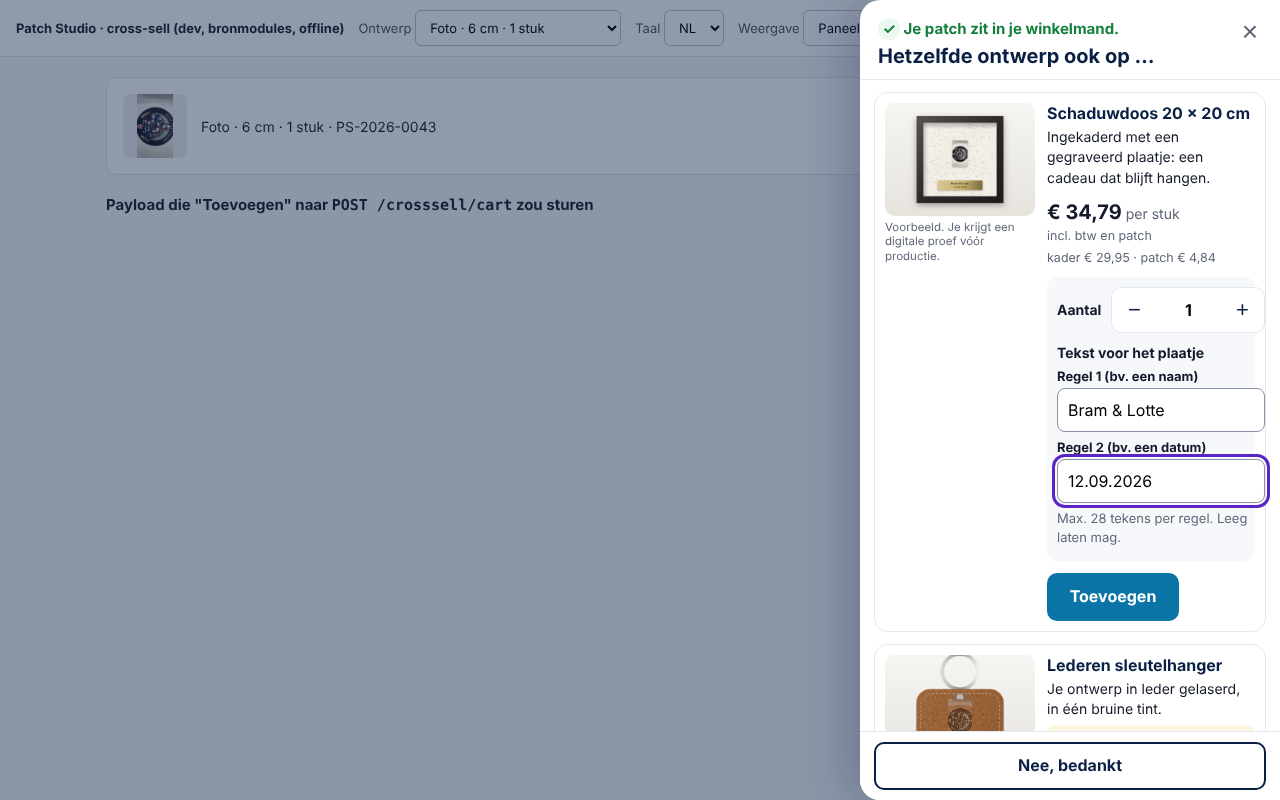 Patch Studio · cross-sell (dev, bronmodules, offline) Ontwerp Foto · 6 cm · 1 stuk Taal NL Weergave Paneel
Foto · 6 cm · 1 stuk · PS-2026-0043
Payload die "Toevoegen" naar POST /crosssell/cart zou sturen
Je patch zit in je winkelmand.
Hetzelfde ontwerp ook op …
Voorbeeld. Je krijgt een
digitale proef vóór
productie.
Schaduwdoos 20 × 20 cm
Ingekaderd met een
gegraveerd plaatje: een
cadeau dat blijft hangen.
€ 34,79 per stuk
incl. btw en patch
kader € 29,95 · patch € 4,84
Aantal − 1 +
Tekst voor het plaatje
Regel 1 (bv. een naam)
Bram & Lotte
Regel 2 (bv. een datum)
12.09.2026
Max. 28 tekens per regel. Leeg
laten mag.
Toevoegen
Lederen sleutelhanger
Je ontwerp in leder gelaserd,
in één bruine tint.
Nee, bedankt